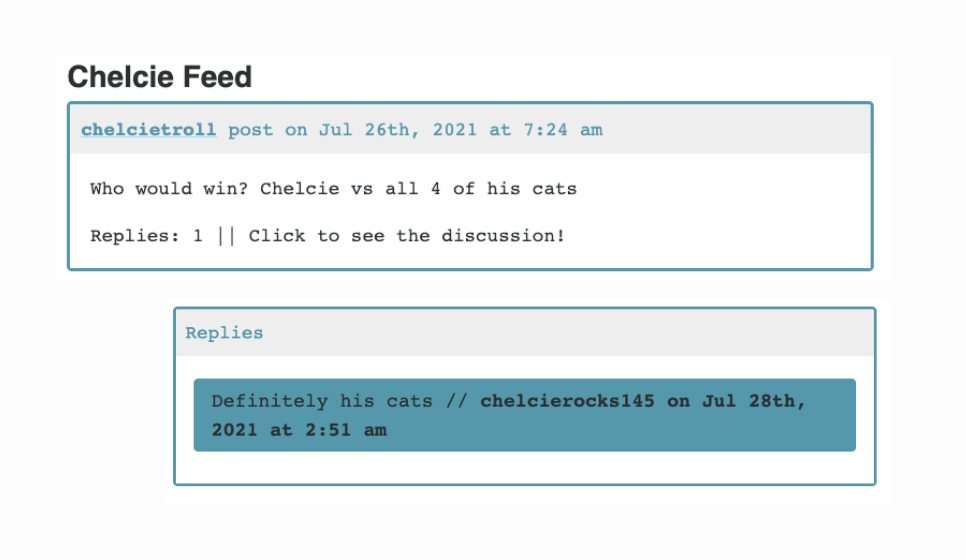 Chelcie Feed
chelcietroll post on Jul 26th, 2021 at 7:24 am
Who would win? Chelcie vs all 4 of his cats
Replies: 1 || Click to see the discussion!
Replies
Definitely his cats // chelcierocks145 on Jul 28th,
2021 at 2:51 am